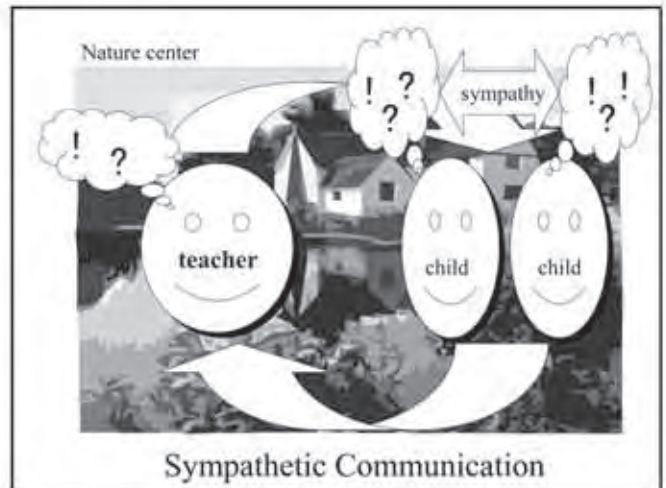 Nature center
! ?
! ?
?
sympathy
! !
?
teacher
child
child
Sympathetic Communication